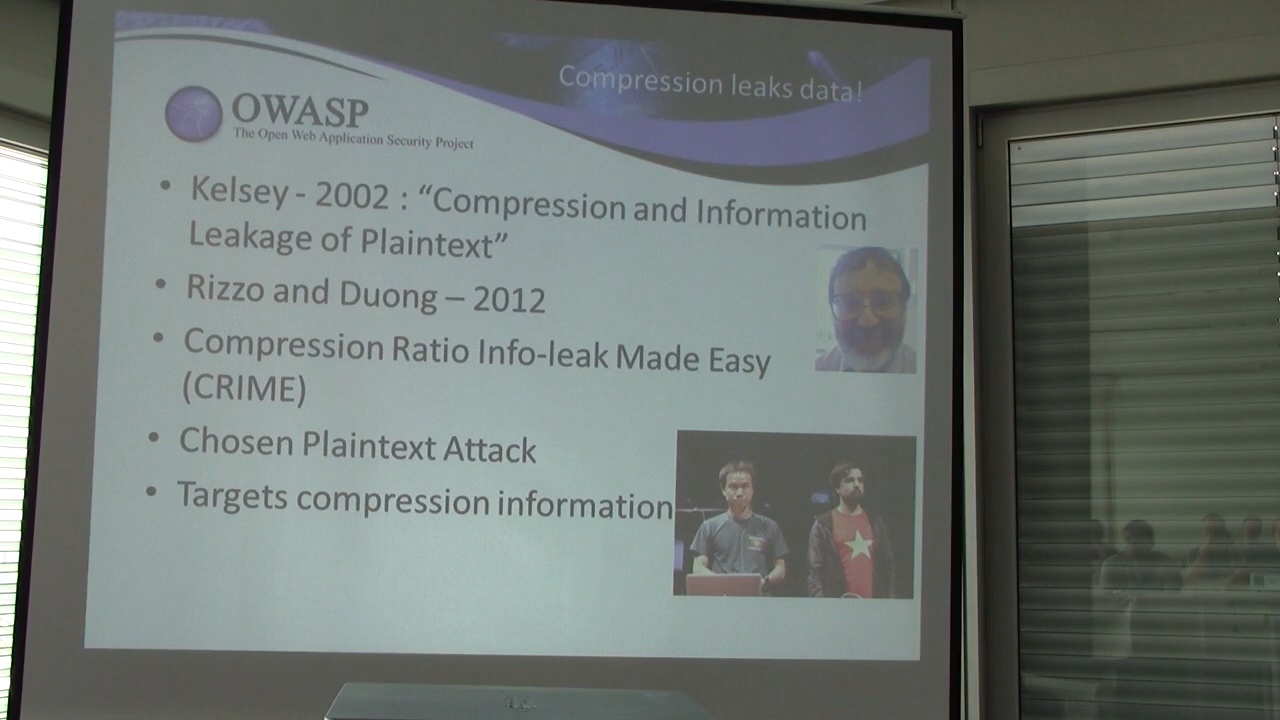 Compression leaks data!
OWASP
The Open Web Application Security Project
• Kelsey - 2002 : “Compression and Information
Leakage of Plaintext”
• Rizzo and Duong – 2012
• Compression Ratio Info-leak Made Easy
(CRIME)
• Chosen Plaintext Attack
• Targets compression information